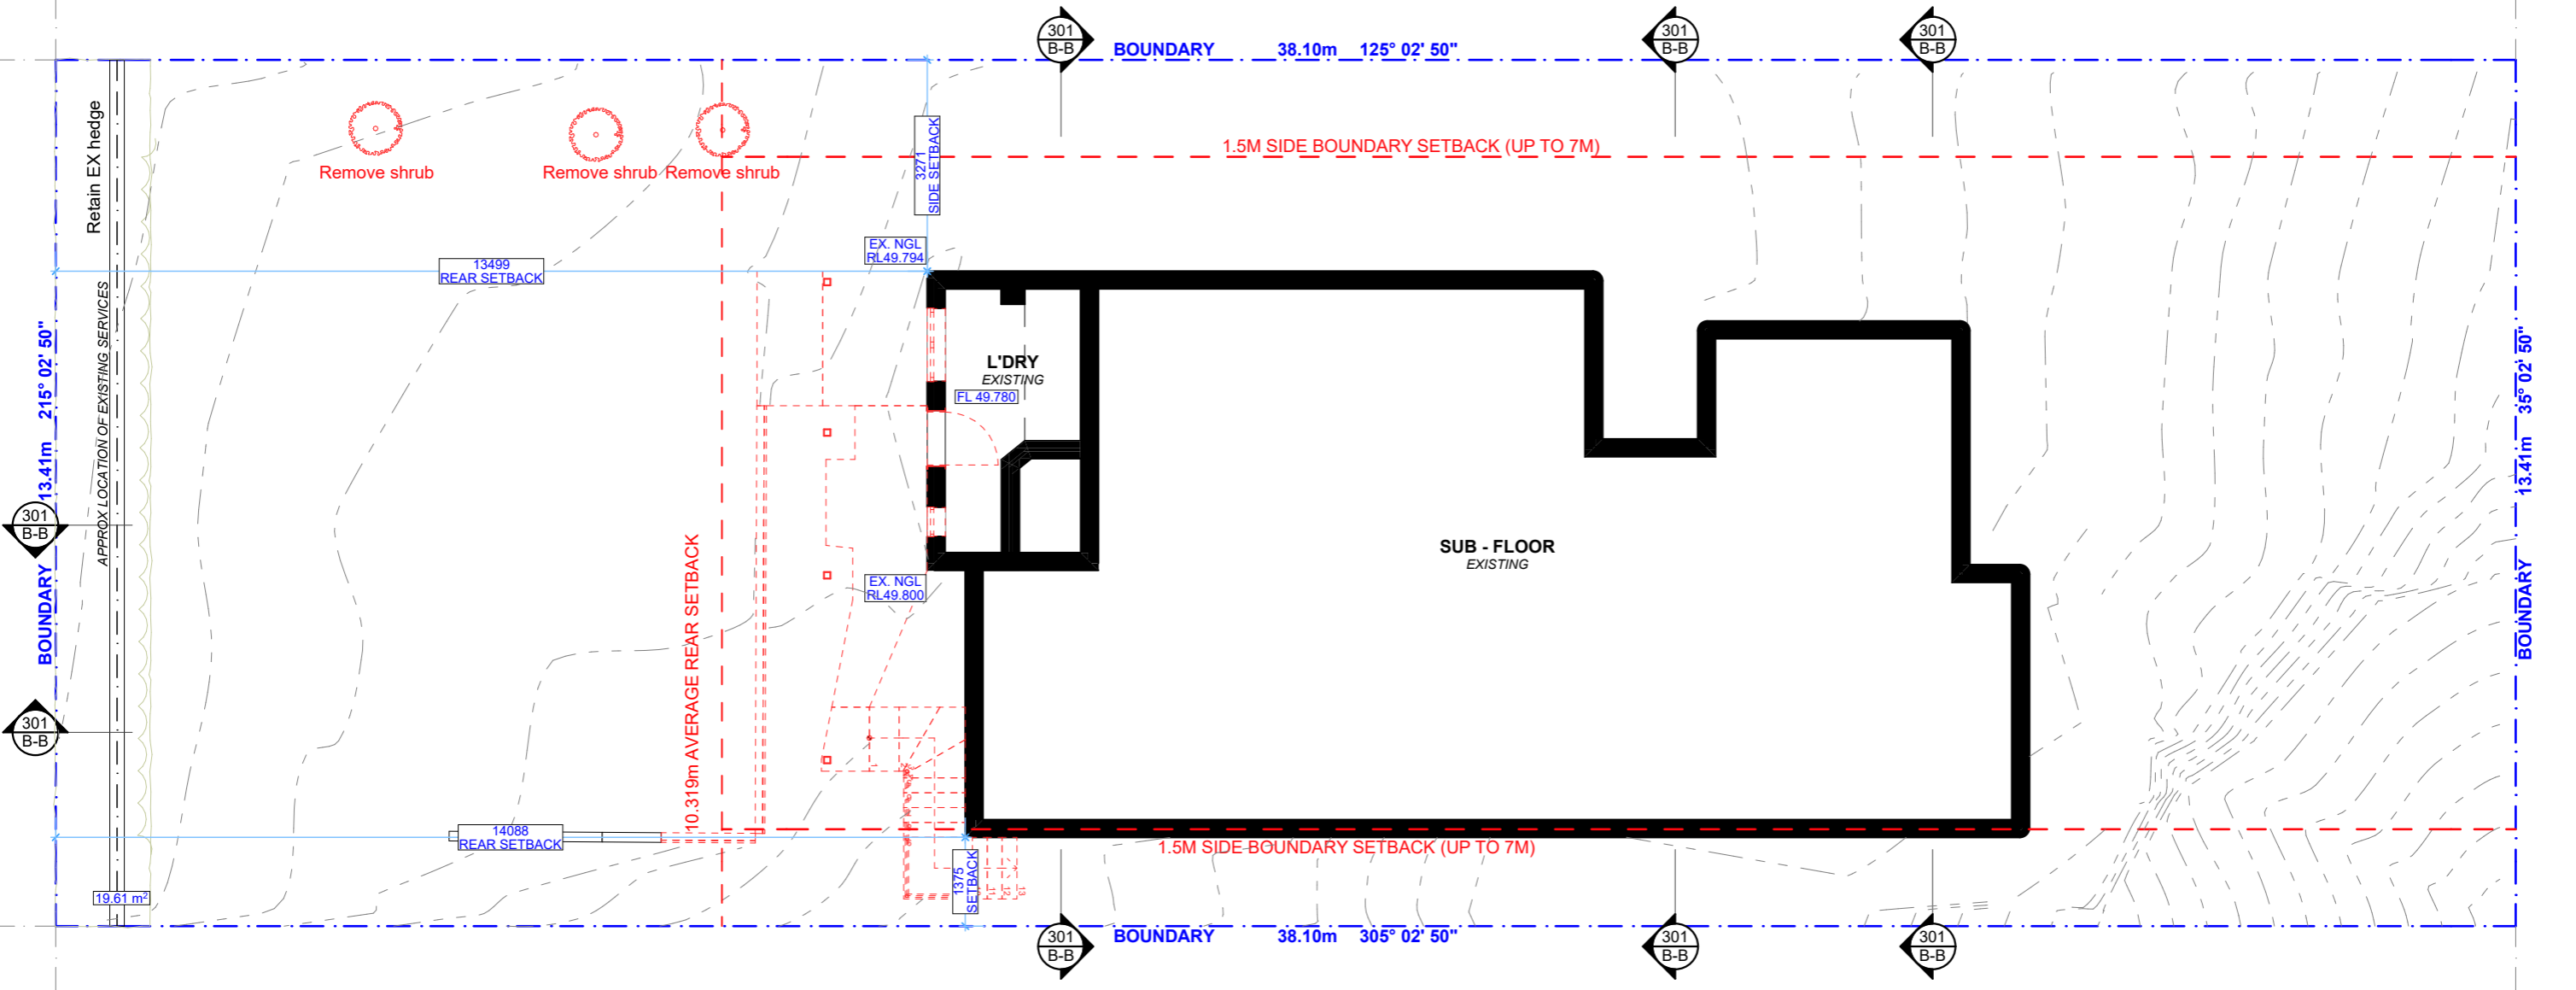 301
B-B
BOUNDARY 38.10m 125° 02' 50"
301
B-B
301
B-B
Retain EX hedge
Remove shrub
Remove shrub
Remove shrub
3271
SIDE SETBACK
1.5M SIDE BOUNDARY SETBACK (UP TO 7M)
EX. NGL
RL49.794
13499
REAR SETBACK
APPROX LOCATION OF EXISTING SERVICES
BOUNDARY 13.41m 215° 02' 50"
L'DRY
EXISTING
FL 49.780
BOUNDARY 13.41m 35° 02' 50"
301
B-B
SUB - FLOOR
EXISTING
10.319m AVERAGE REAR SETBACK
EX. NGL
RL49.800
301
B-B
14088
REAR SETBACK
1.5M SIDE BOUNDARY SETBACK (UP TO 7M)
1375
SETBACK
11
12
13
19.61 m²
301
B-B
BOUNDARY 38.10m 305° 02' 50"
301
B-B
301
B-B